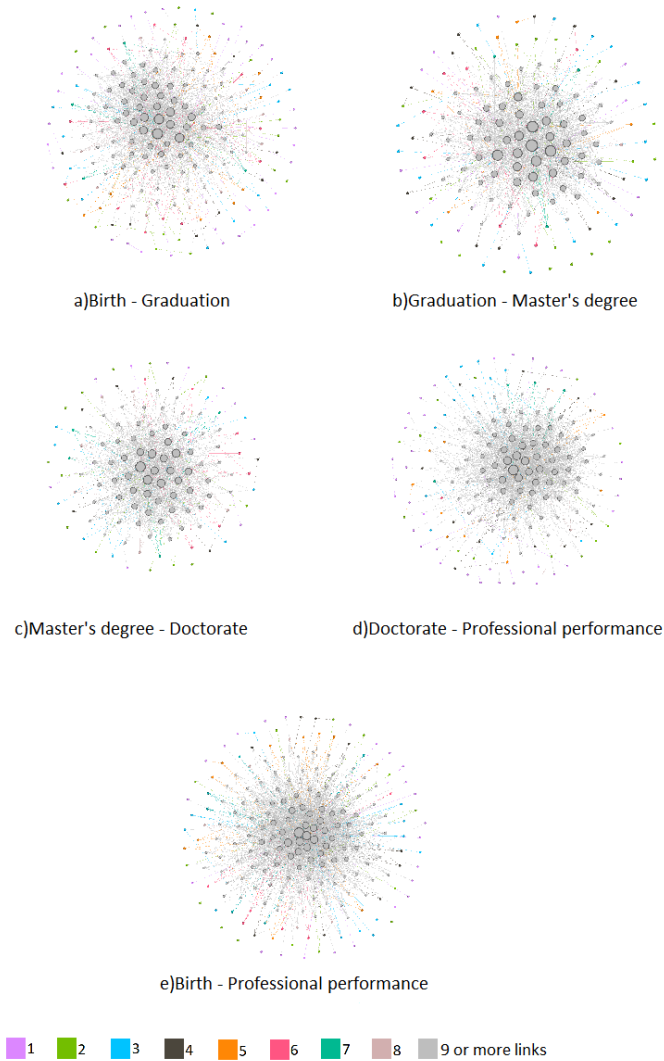 a)Birth - Graduation
b)Graduation - Master's degree
c)Master's degree - Doctorate
d)Doctorate - Professional performance
e)Birth - Professional performance
1 2 3 4 5 6 7 8 9 or more links